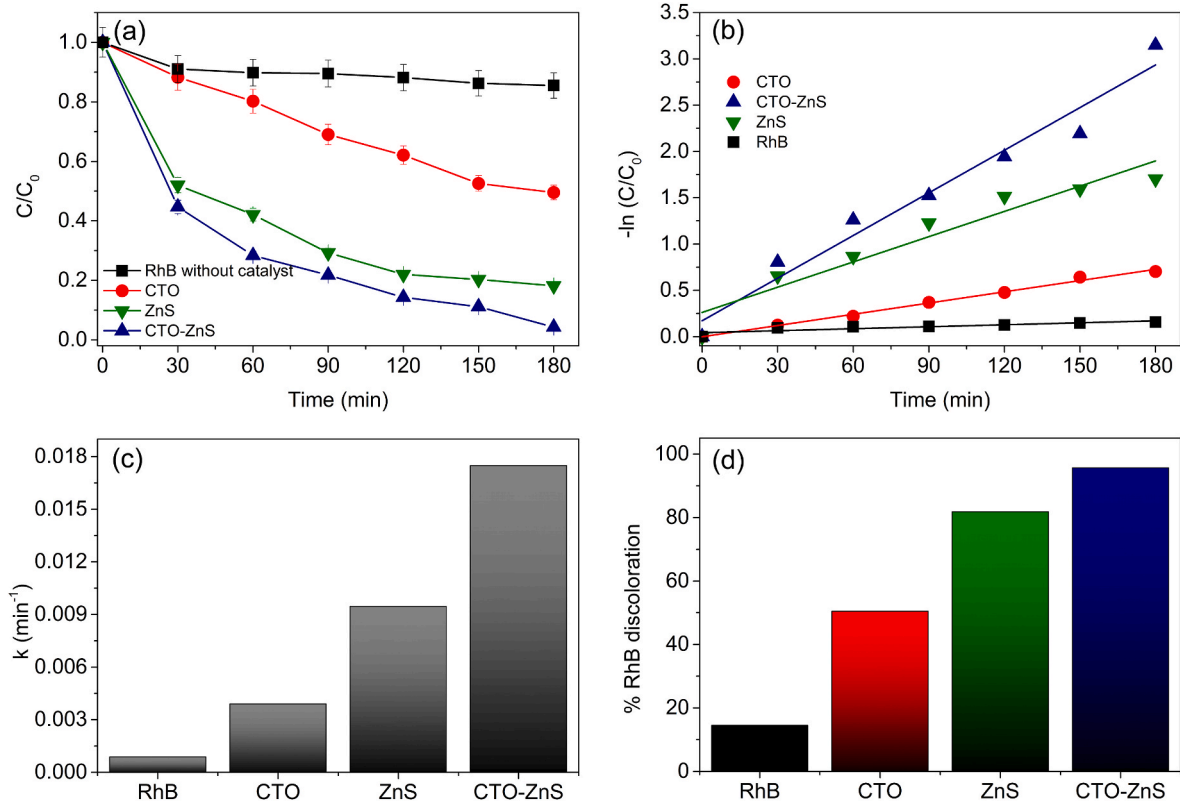 (a)
1.0
0.8
0.6
0.4
0.2
0.0
C/C0
RhB without catalyst
CTO
ZnS
CTO-ZnS
0 30 60 90 120 150 180
Time (min)
(b)
-3.5
3.0
2.5
2.0
1.5
1.0
0.5
0.0
-ln (C/C0)
CTO
CTO-ZnS
ZnS
RhB
0 30 60 90 120 150 180
Time (min)
(c)
0.018
0.015
0.012
0.009
0.006
0.003
0.000
k (min-1)
RhB CTO ZnS CTO-ZnS
(d)
100
80
60
40
20
0
% RhB discoloration
RhB CTO ZnS CTO-ZnS